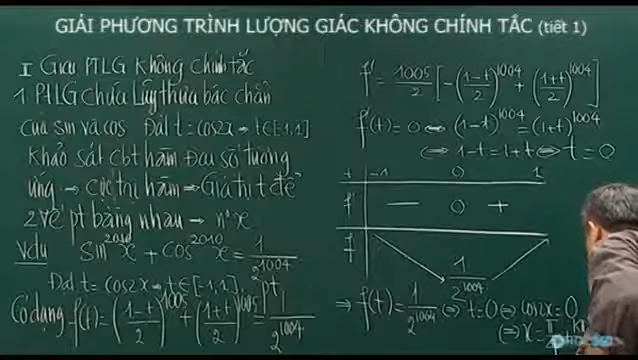 GIẢI PHƯƠNG TRÌNH LƯỢNG GIÁC KHÔNG CHÍNH TẮC (tiết 1)
I Giải PTLG Không chính tắc
1 PTLG chứa Lũy thừa bậc chẵn
của sin và cos Đặt t = cos2x → t∈[-1,1]
Khảo sát Cbt hàm Đại số tương
ứng → Cực trị hàm → Giá trị t để
2 vế pt bằng nhau → n° x
Vdu sin^2010 x + cos^2010 x = 1/2^1004
Đặt t = cos2x → t∈[-1,1], pt
Có dạng f(t) = ((1-t)/2)^1005 + ((1+t)/2)^1005 = 1/2^1004
f' = 1005/2 [-((1-t)/2)^1004 + ((1+t)/2)^1004]
f'(t) = 0 ⇔ (1-t)^1004 = (1+t)^1004
⇔ 1-t = 1+t ⇔ t = 0
t -1 0 1
f' − 0 +
f 1/2^1004
⇒ f(t) = 1/2^1004 ⇔ t=0 ⇔ cos2x = 0
⇔ x = π